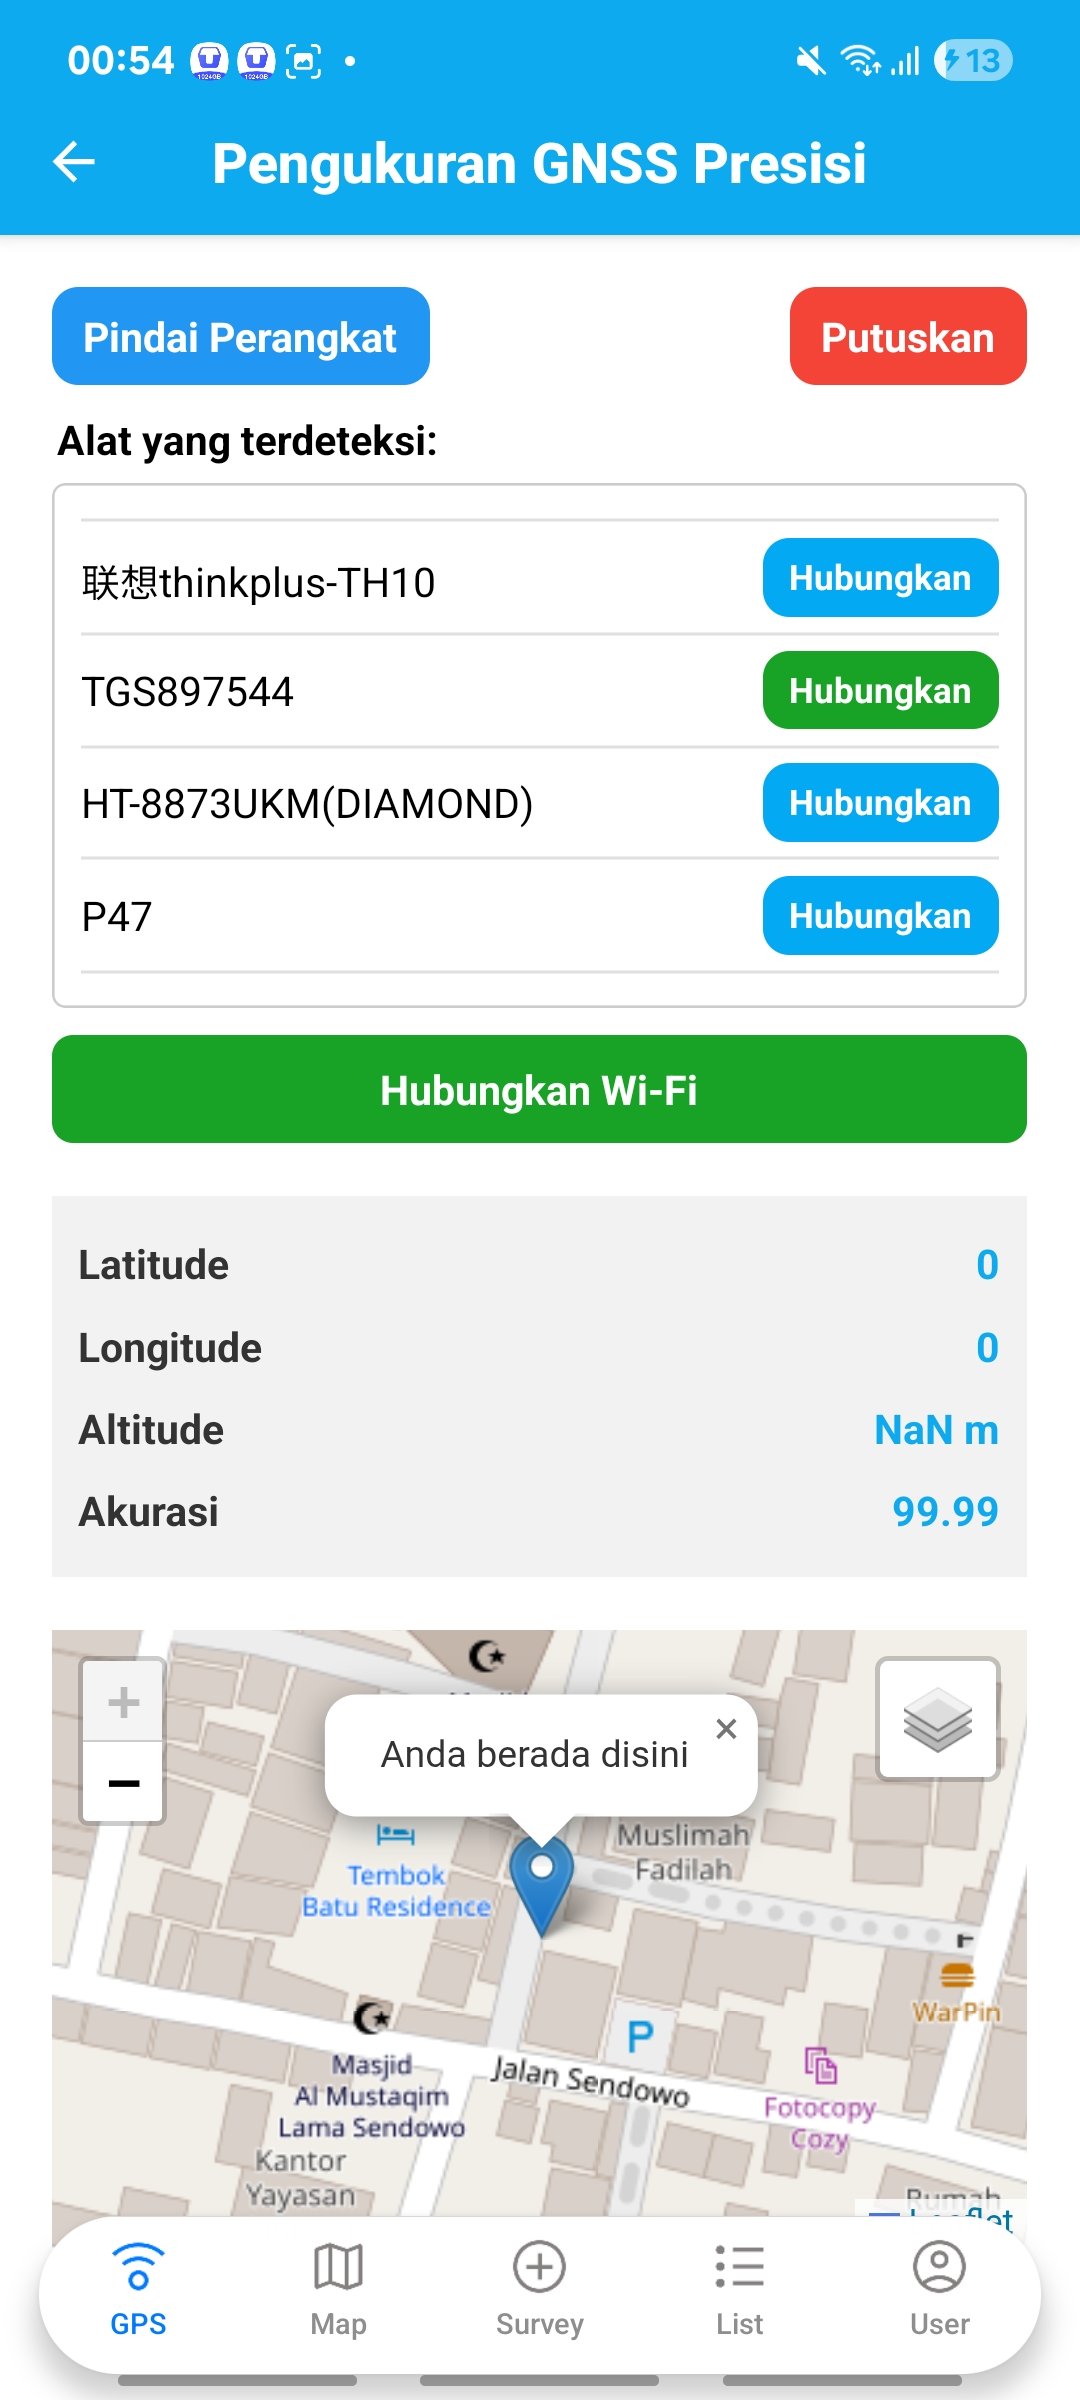 00:54
13
Pengukuran GNSS Presisi
Pindai Perangkat
Putuskan
Alat yang terdeteksi:
联想thinkplus-TH10
Hubungkan
TGS897544
Hubungkan
HT-8873UKM(DIAMOND)
Hubungkan
P47
Hubungkan
Hubungkan Wi-Fi
Latitude
0
Longitude
0
Altitude
NaN m
Akurasi
99.99
+
−
Anda berada disini
×
Muslimah
Fadilah
Tembok
Batu Residence
WarPin
P
Masjid
Al Mustaqim
Lama Sendowo
Jalan Sendowo
Fotocopy
Cozy
Kantor
Yayasan
Rumah
Leaflet
GPS
Map
Survey
List
User